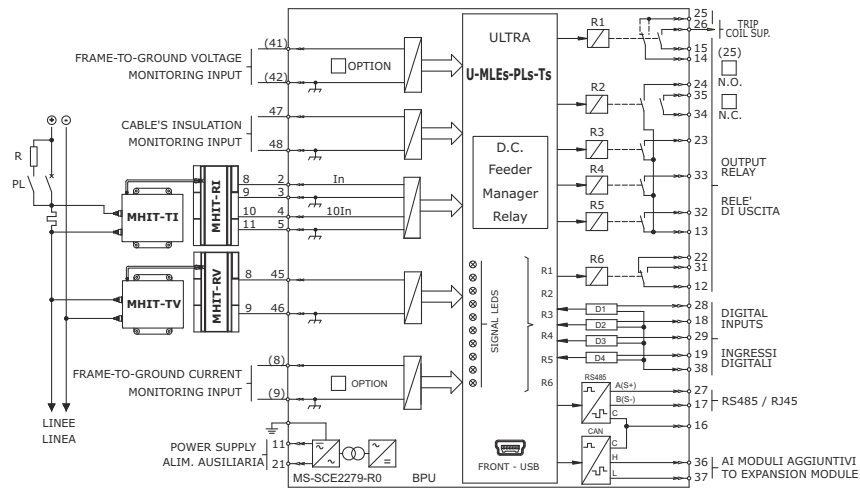 FRAME-TO-GROUND VOLTAGE
MONITORING INPUT
(41)
(42)
OPTION
CABLE'S INSULATION
MONITORING INPUT
47
48
R
PL
MHIT-TI
MHIT-RI
8 2 In
9 3
10 4 10In
11 5
MHIT-TV
MHIT-RV
8 45
9 46
FRAME-TO-GROUND CURRENT
MONITORING INPUT
(8)
(9)
OPTION
LINEE
LINEA
POWER SUPPLY
ALIM. AUSILIARIA
11
21
MS-SCE2279-R0 BPU
ULTRA
U-MLEs-PLs-Ts
D.C.
Feeder
Manager
Relay
SIGNAL LEDS
R1
R2
R3
R4
R5
R6
FRONT - USB
R1
R2
R3
R4
R5
R6
D1
D2
D3
D4
RS485
A(S+)
B(S-)
C
CAN
C
H
L
25
26
15
14
TRIP
COIL SUP.
(25)
N.O.
N.C.
24
35
34
23
33
32
13
OUTPUT
RELAY
RELE'
DI USCITA
22
31
12
28
18
29
19
38
DIGITAL
INPUTS
INGRESSI
DIGITALI
27
17
RS485 / RJ45
16
36
37
AI MODULI AGGIUNTIVI
TO EXPANSION MODULE